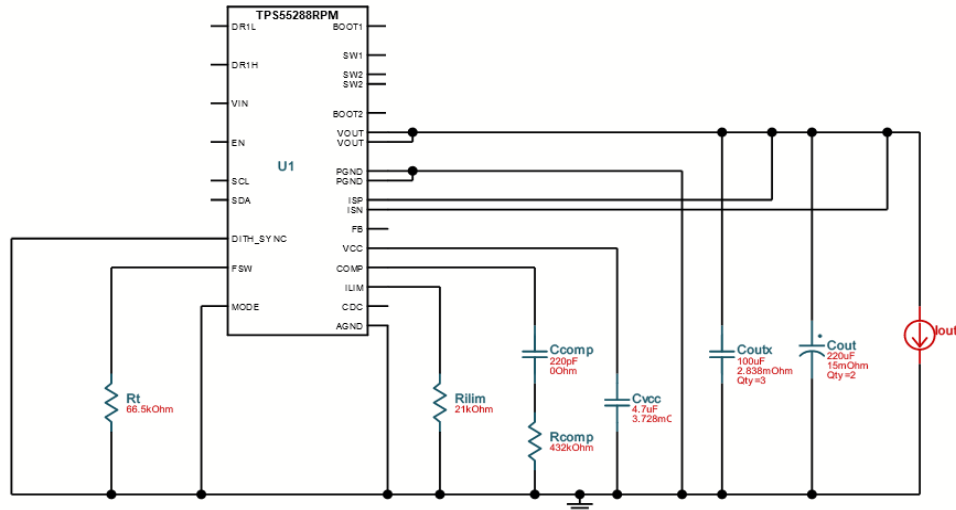 TPS55288RPM
DR1L
BOOT1
SW1
DR1H
SW2
SW2
VIN
BOOT2
VOUT
EN
VOUT
U1
PGND
SCL
PGND
SDA
ISP
ISN
FB
DITH_SYNC
VCC
FSW
COMP
ILIM
MODE
CDC
AGND
Iout
Ccomp
220pF
0Ohm
Coutx
100uF
2.838mOhm
Qty=3
Cout
220uF
15mOhm
Qty=2
Rt
66.5kOhm
Rilim
21kOhm
Cvcc
4.7uF
3.728mC
Rcomp
432kOhm